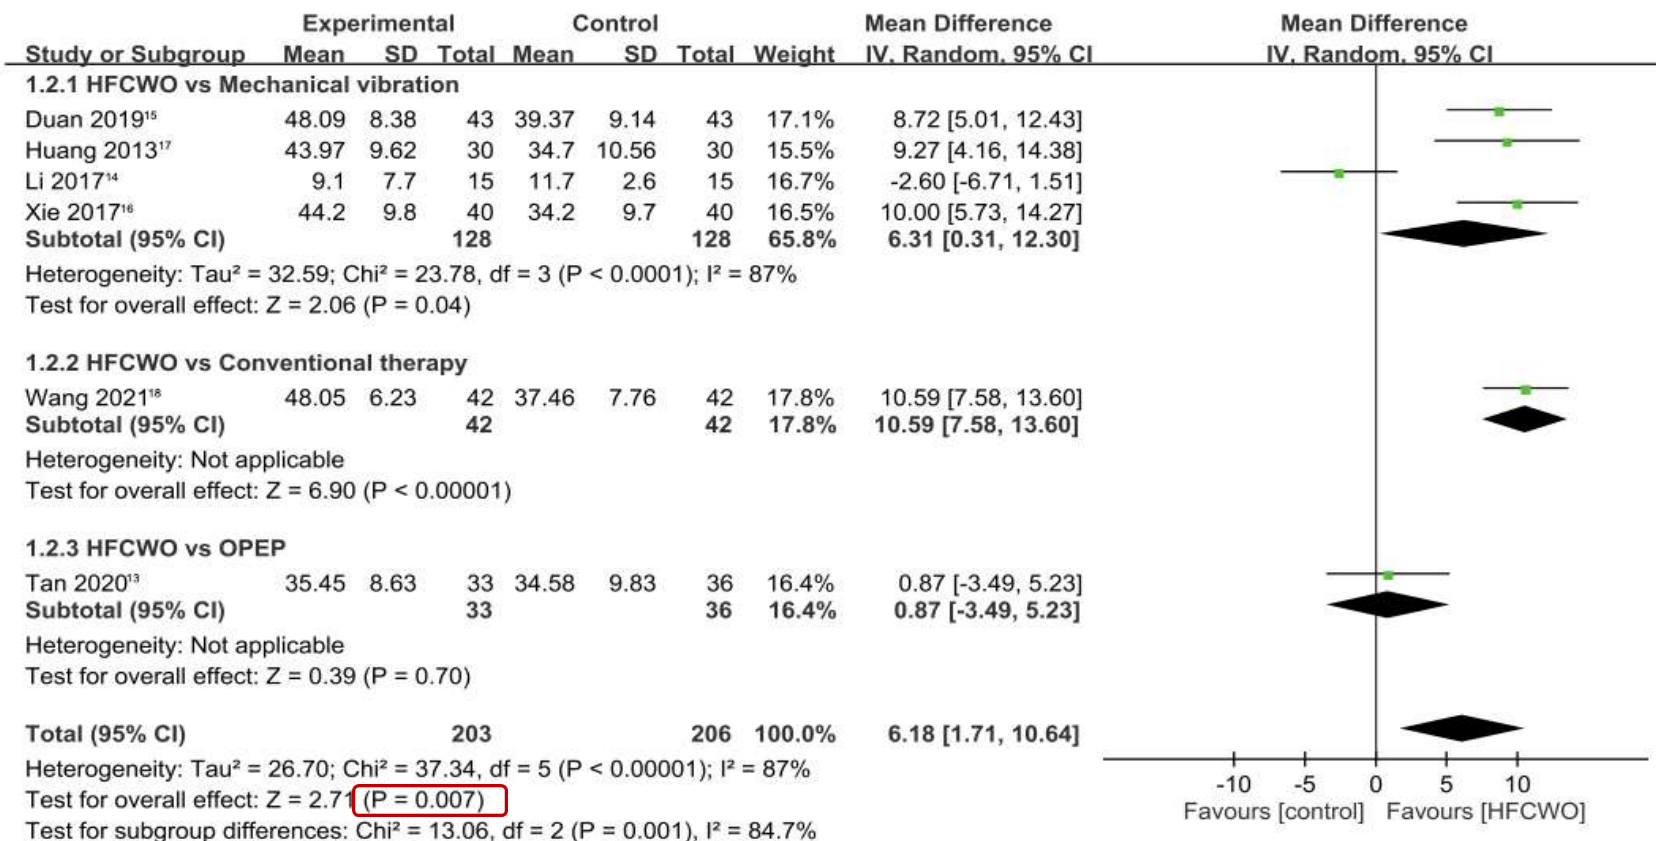 Experimental Control Mean Difference Mean Difference
Study or Subgroup Mean SD Total Mean SD Total Weight IV, Random, 95% CI IV, Random, 95% CI
1.2.1 HFCWO vs Mechanical vibration
Duan 2019¹⁵ 48.09 8.38 43 39.37 9.14 43 17.1% 8.72 [5.01, 12.43]
Huang 2013¹⁷ 43.97 9.62 30 34.7 10.56 30 15.5% 9.27 [4.16, 14.38]
Li 2017¹⁴ 9.1 7.7 15 11.7 2.6 15 16.7% -2.60 [-6.71, 1.51]
Xie 2017¹⁶ 44.2 9.8 40 34.2 9.7 40 16.5% 10.00 [5.73, 14.27]
Subtotal (95% CI) 128 128 65.8% 6.31 [0.31, 12.30]
Heterogeneity: Tau² = 32.59; Chi² = 23.78, df = 3 (P < 0.0001); I² = 87%
Test for overall effect: Z = 2.06 (P = 0.04)
1.2.2 HFCWO vs Conventional therapy
Wang 2021¹⁸ 48.05 6.23 42 37.46 7.76 42 17.8% 10.59 [7.58, 13.60]
Subtotal (95% CI) 42 42 17.8% 10.59 [7.58, 13.60]
Heterogeneity: Not applicable
Test for overall effect: Z = 6.90 (P < 0.00001)
1.2.3 HFCWO vs OPEP
Tan 2020¹³ 35.45 8.63 33 34.58 9.83 36 16.4% 0.87 [-3.49, 5.23]
Subtotal (95% CI) 33 36 16.4% 0.87 [-3.49, 5.23]
Heterogeneity: Not applicable
Test for overall effect: Z = 0.39 (P = 0.70)
Total (95% CI) 203 206 100.0% 6.18 [1.71, 10.64]
Heterogeneity: Tau² = 26.70; Chi² = 37.34, df = 5 (P < 0.00001); I² = 87%
Test for overall effect: Z = 2.71 (P = 0.007)
Test for subgroup differences: Chi² = 13.06, df = 2 (P = 0.001), I² = 84.7%
-10 -5 0 5 10
Favours [control] Favours [HFCWO]